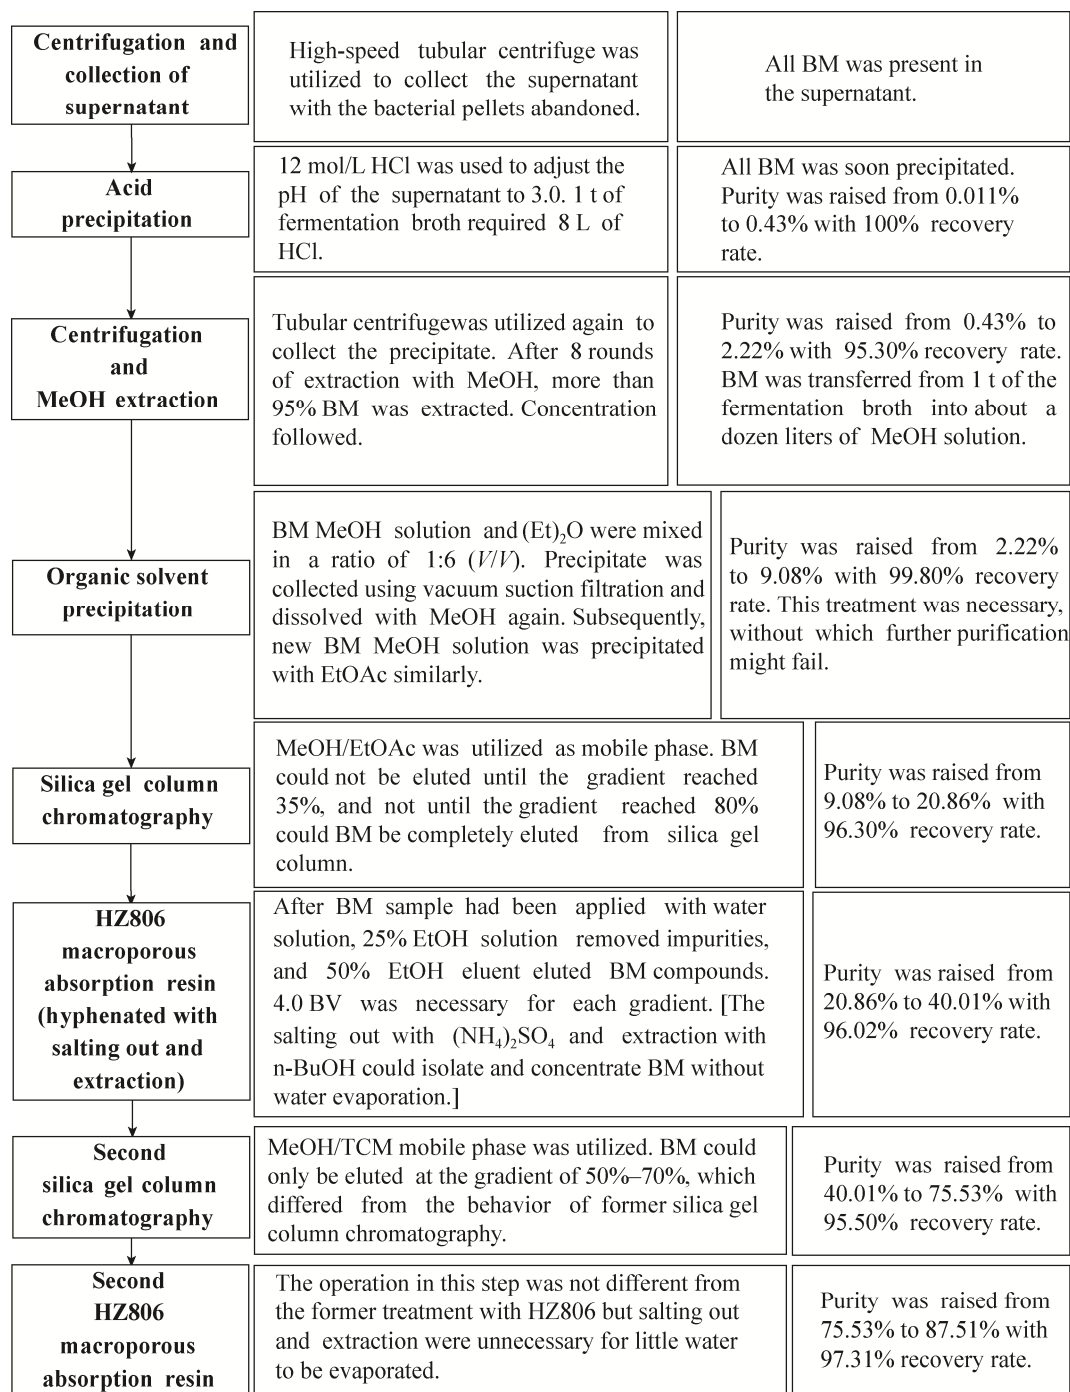 Centrifugation and
collection of
supernatant
High-speed tubular centrifuge was
utilized to collect the supernatant
with the bacterial pellets abandoned.
All BM was present in
the supernatant.
Acid
precipitation
12 mol/L HCl was used to adjust the
pH of the supernatant to 3.0. 1 t of
fermentation broth required 8 L of
HCl.
All BM was soon precipitated.
Purity was raised from 0.011%
to 0.43% with 100% recovery
rate.
Centrifugation
and
MeOH extraction
Tubular centrifugewas utilized again to
collect the precipitate. After 8 rounds
of extraction with MeOH, more than
95% BM was extracted. Concentration
followed.
Purity was raised from 0.43% to
2.22% with 95.30% recovery rate.
BM was transferred from 1 t of the
fermentation broth into about a
dozen liters of MeOH solution.
Organic solvent
precipitation
BM MeOH solution and (Et)₂O were mixed
in a ratio of 1:6 (V/V). Precipitate was
collected using vacuum suction filtration and
dissolved with MeOH again. Subsequently,
new BM MeOH solution was precipitated
with EtOAc similarly.
Purity was raised from 2.22%
to 9.08% with 99.80% recovery
rate. This treatment was necessary,
without which further purification
might fail.
Silica gel column
chromatography
MeOH/EtOAc was utilized as mobile phase. BM
could not be eluted until the gradient reached
35%, and not until the gradient reached 80%
could BM be completely eluted from silica gel
column.
Purity was raised from
9.08% to 20.86% with
96.30% recovery rate.
HZ806
macroporous
absorption resin
(hyphenated with
salting out and
extraction)
After BM sample had been applied with water
solution, 25% EtOH solution removed impurities,
and 50% EtOH eluent eluted BM compounds.
4.0 BV was necessary for each gradient. [The
salting out with (NH₄)₂SO₄ and extraction with
n-BuOH could isolate and concentrate BM without
water evaporation.]
Purity was raised from
20.86% to 40.01% with
96.02% recovery rate.
Second
silica gel column
chromatography
MeOH/TCM mobile phase was utilized. BM could
only be eluted at the gradient of 50%–70%, which
differed from the behavior of former silica gel
column chromatography.
Purity was raised from
40.01% to 75.53% with
95.50% recovery rate.
Second
HZ806
macroporous
absorption resin
The operation in this step was not different from
the former treatment with HZ806 but salting out
and extraction were unnecessary for little water
to be evaporated.
Purity was raised from
75.53% to 87.51% with
97.31% recovery rate.